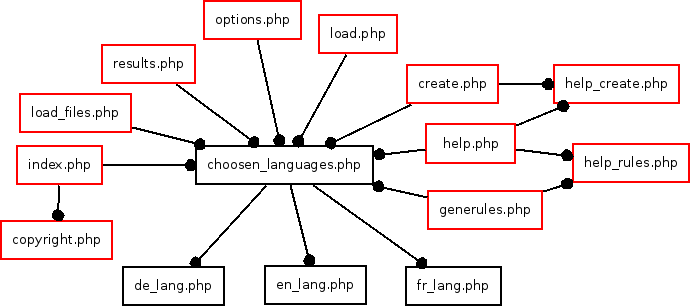 options.php
load.php
results.php
create.php
help_create.php
load_files.php
help.php
index.php
choosen_languages.php
help_rules.php
generules.php
copyright.php
de_lang.php
en_lang.php
fr_lang.php